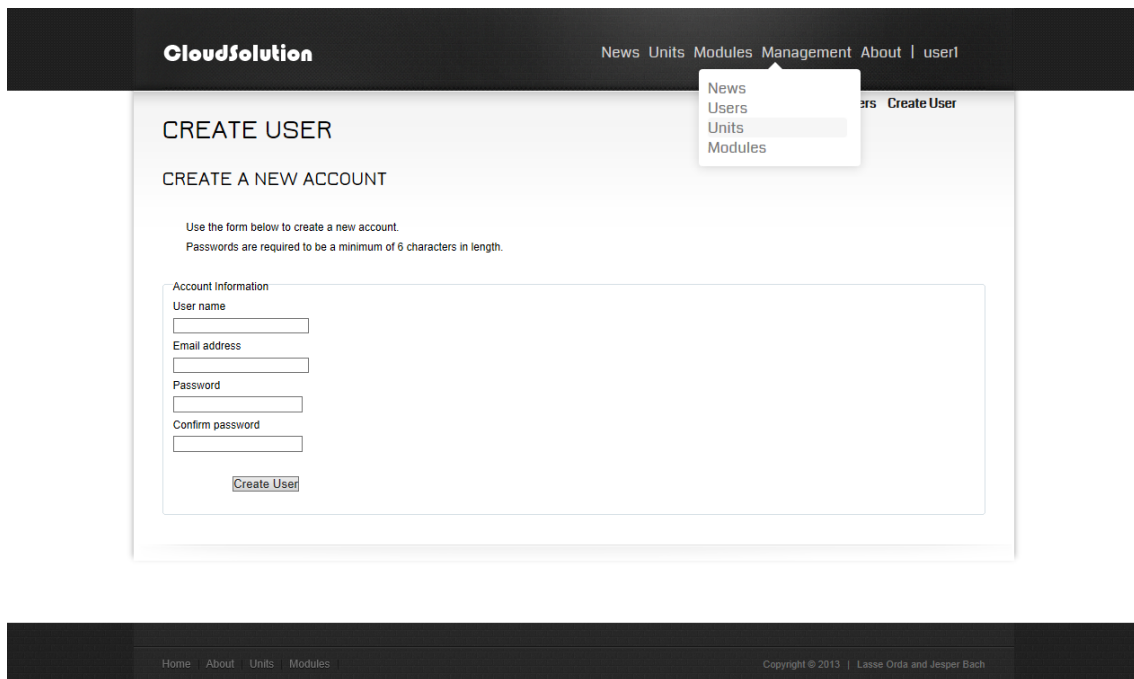 CloudSolution
News Units Modules Management About | user1
News
Users
Units
Modules
Create User
CREATE USER
CREATE A NEW ACCOUNT
Use the form below to create a new account.
Passwords are required to be a minimum of 6 characters in length.
Account Information
User name
Email address
Password
Confirm password
Create User
Home | About | Units | Modules |
Copyright © 2013 | Lasse Orda and Jesper Bach